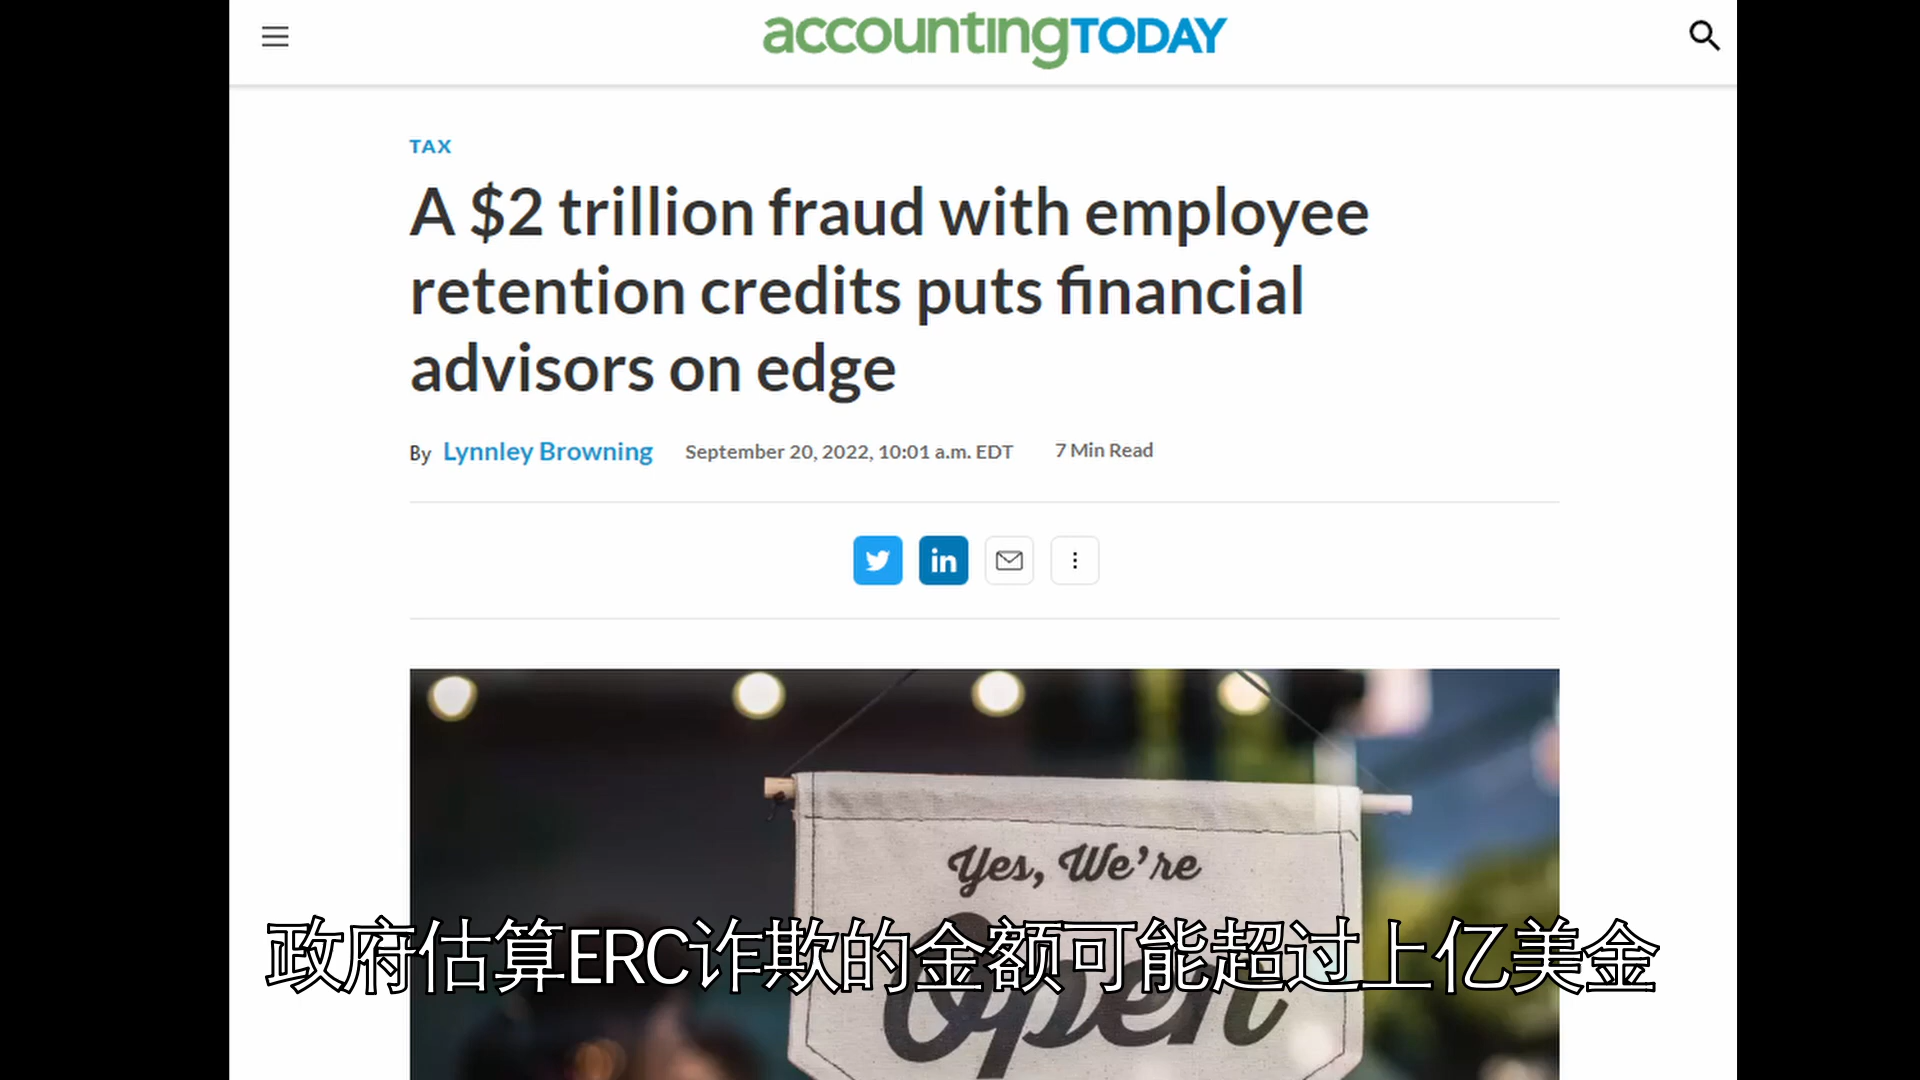 accountingTODAY
TAX
A $2 trillion fraud with employee
retention credits puts financial
advisors on edge
By Lynnley Browning September 20, 2022, 10:01 a.m. EDT 7 Min Read
in
Yes, We're
Open
政府估算ERC诈欺的金额可能超过上亿美金